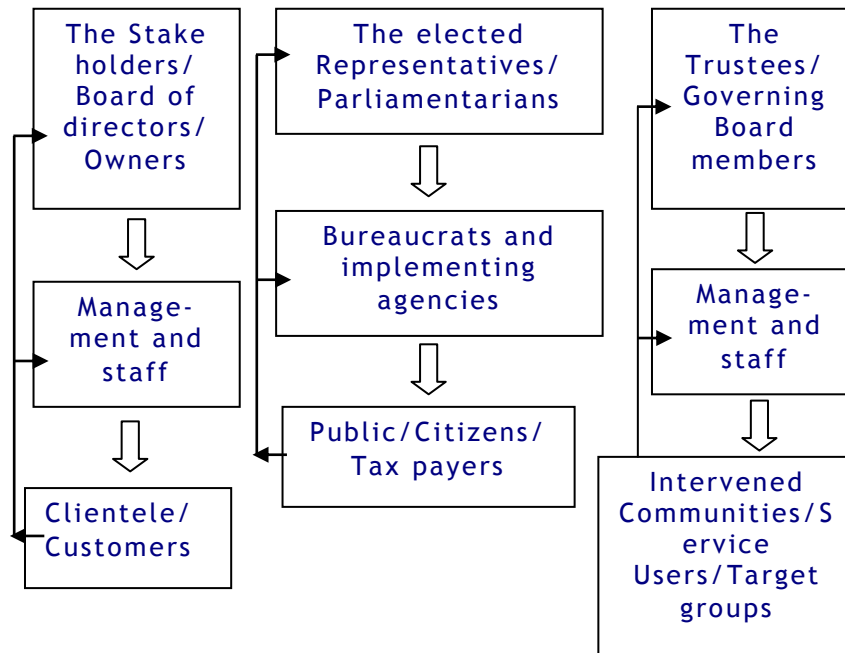 The Stake
holders/
Board of
directors/
Owners
Manage-
ment and
staff
Clientele/
Customers
The elected
Representatives/
Parliamentarians
Bureaucrats and
implementing
agencies
Public/Citizens/
Tax payers
The
Trustees/
Governing
Board
members
Manage-
ment and
staff
Intervened
Communities/S
ervice
Users/Target
groups